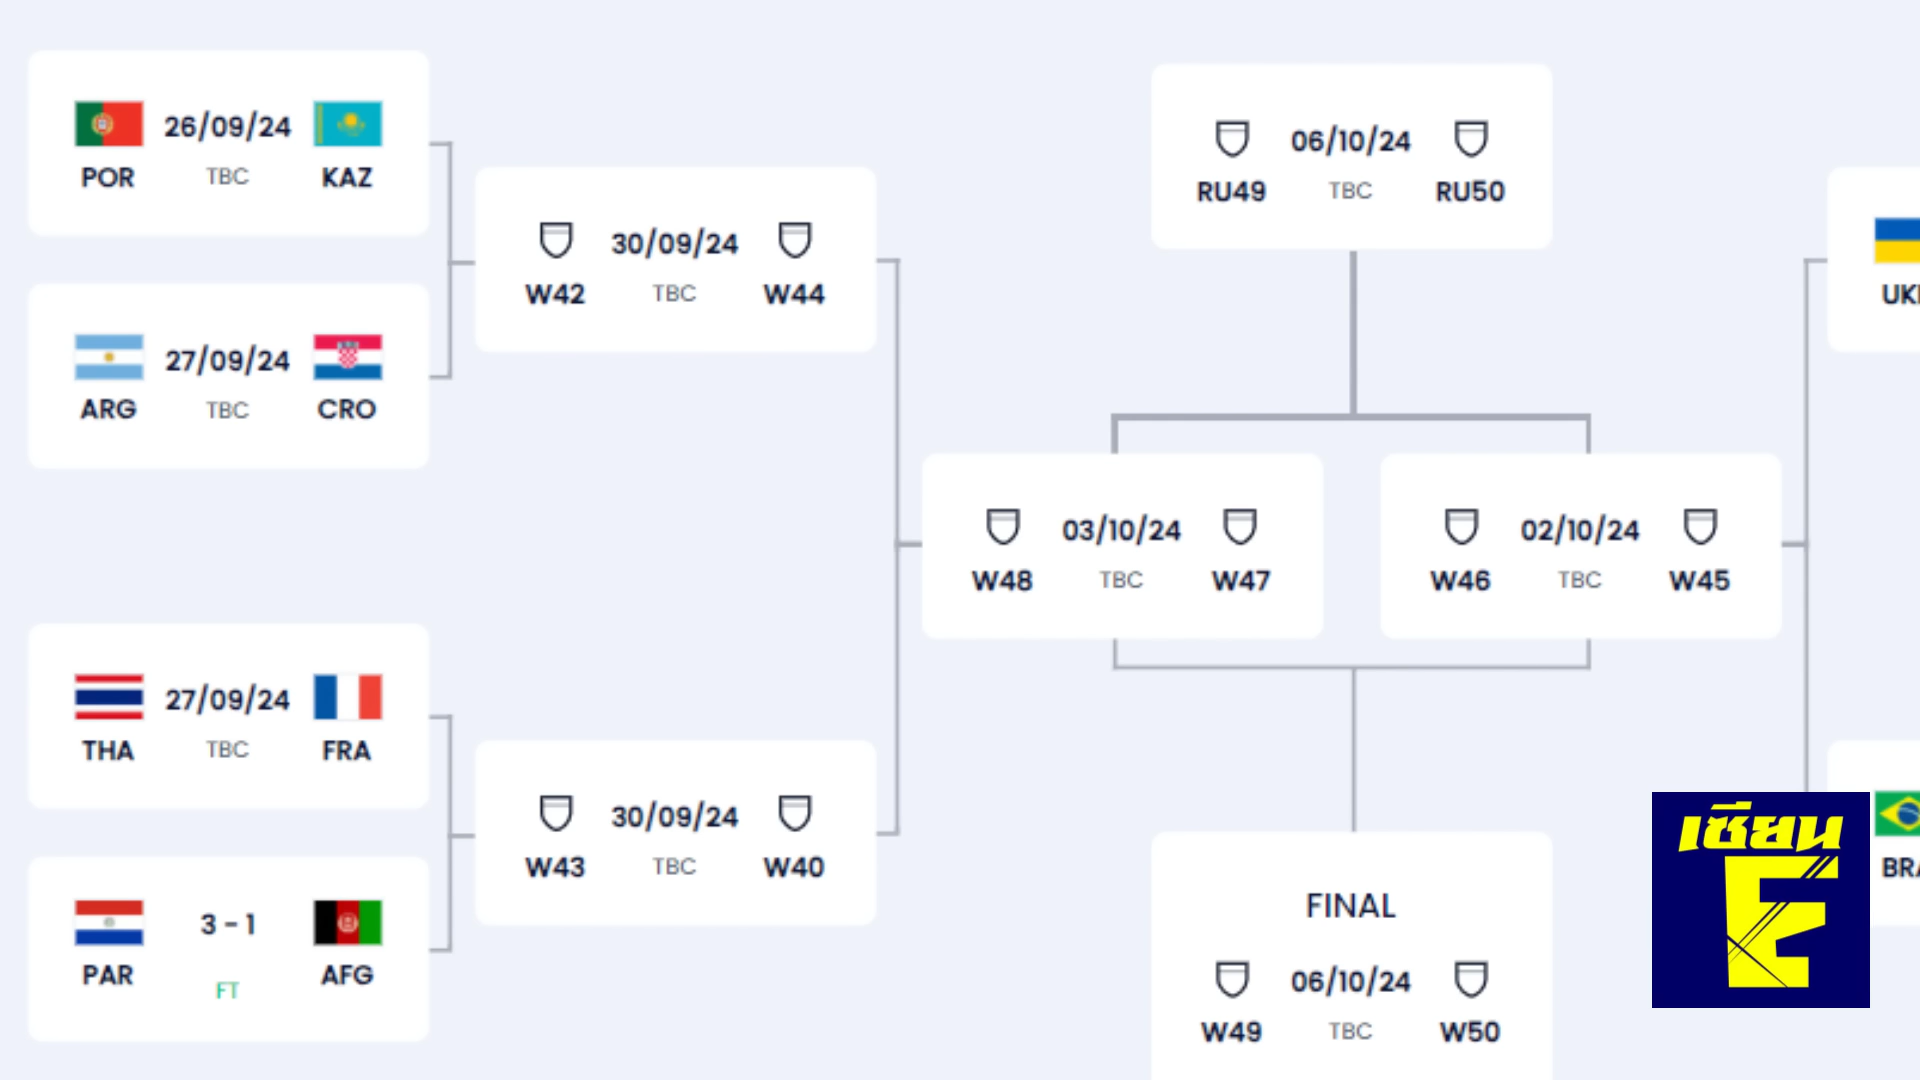 POR 26/09/24 KAZ
TBC
ARG 27/09/24 CRO
TBC
THA 27/09/24 FRA
TBC
PAR 3 - 1 AFG
FT
W42 30/09/24 W44
TBC
W43 30/09/24 W40
TBC
RU49 06/10/24 RU50
TBC
W48 03/10/24 W47
TBC
W46 02/10/24 W45
TBC
FINAL
W49 06/10/24 W50
TBC
เซียน
E